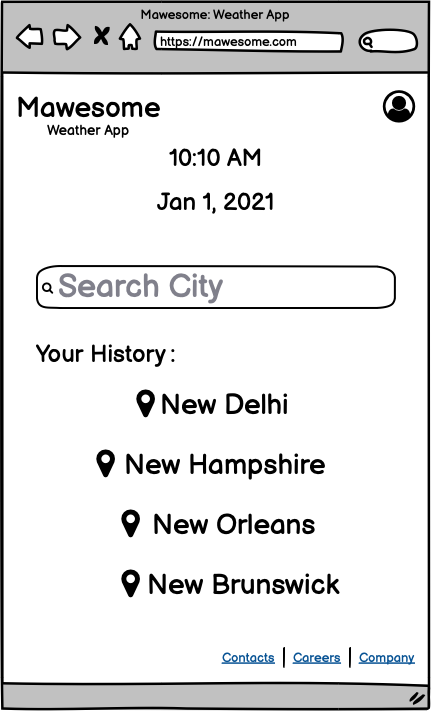 Mawesome: Weather App
https://mawesome.com
Mawesome
Weather App
10:10 AM
Jan 1, 2021
Search City
Your History :
New Delhi
New Hampshire
New Orleans
New Brunswick
Contacts | Careers | Company